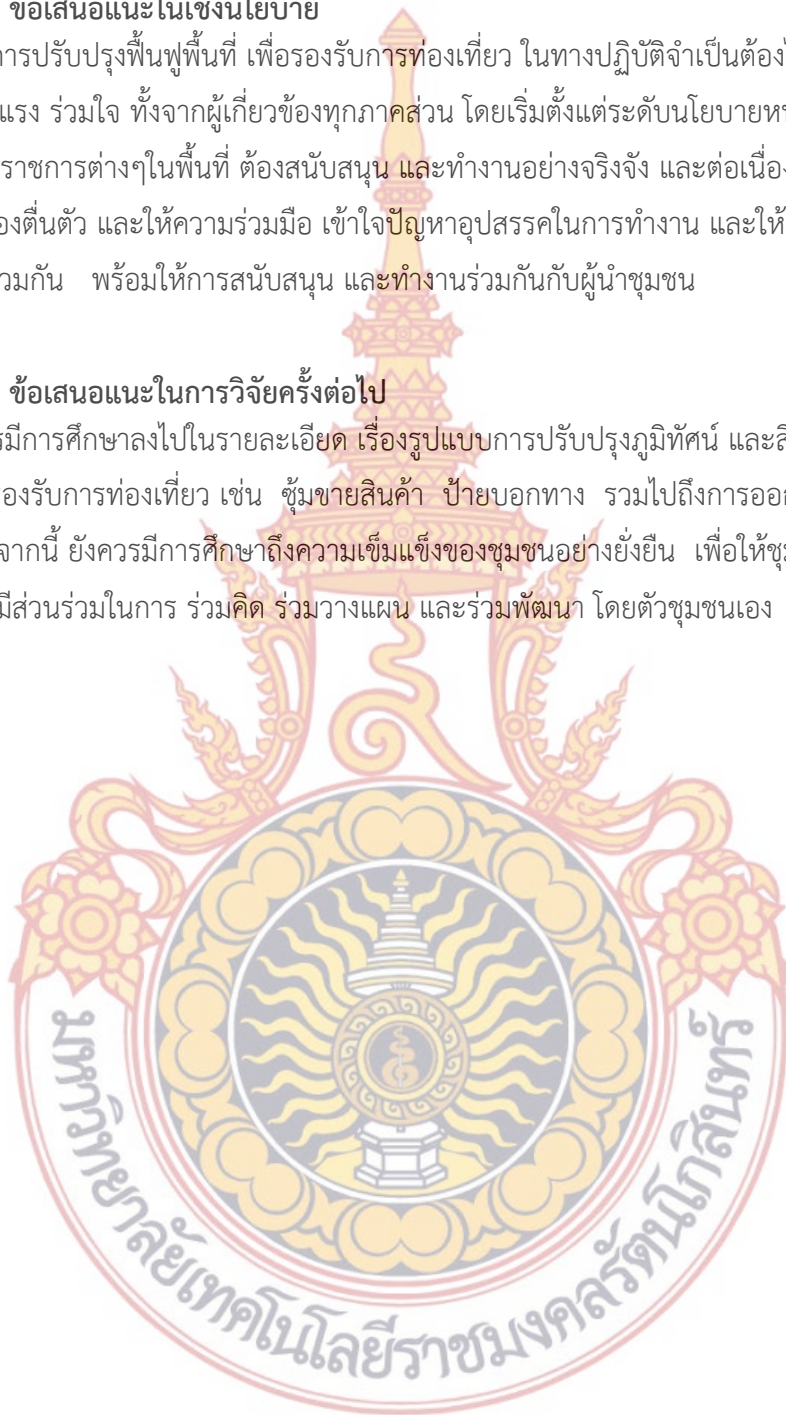 ข้อเสนอแนะในเชิงนโยบาย
การปรับปรุงฟื้นฟูพื้นที่ เพื่อรองรับการท่องเที่ยว ในทางปฏิบัติจำเป็นต้อง
แรง ร่วมใจ ทั้งจากผู้เกี่ยวข้องทุกภาคส่วน โดยเริ่มตั้งแต่ระดับนโยบาย
ราชการต่างๆในพื้นที่ ต้องสนับสนุน และทำงานอย่างจริงจัง และต่อเนื่อง
องตื่นตัว และให้ความร่วมมือ เข้าใจปัญหาอุปสรรคในการทำงาน และให้
วมกัน พร้อมให้การสนับสนุน และทำงานร่วมกันกับผู้นำชุมชน
ข้อเสนอแนะในการวิจัยครั้งต่อไป
รมีการศึกษาลงไปในรายละเอียด เรื่องรูปแบบการปรับปรุงภูมิทัศน์ และ
องรับการท่องเที่ยว เช่น ซุ้มขายสินค้า ป้ายบอกทาง รวมไปถึงการออก
จากนี้ ยังควรมีการศึกษาถึงความเข็มแข็งของชุมชนอย่างยั่งยืน เพื่อให้
มีส่วนร่วมในการ ร่วมคิด ร่วมวางแผน และร่วมพัฒนา โดยตัวชุมชนเอง
มหาวิทยาลัยเทคโนโลยีราชมงคลรัตนโกสินทร์